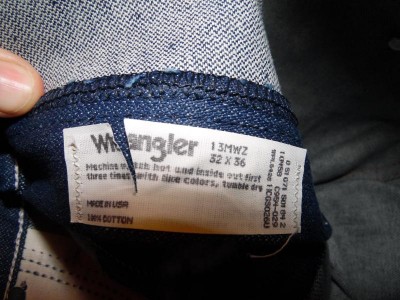 Wrangler
13MWZ
32 X 36
Machine wash hot and inside out first
three times with like colors, tumble dry
MADE IN USA
100% COTTON